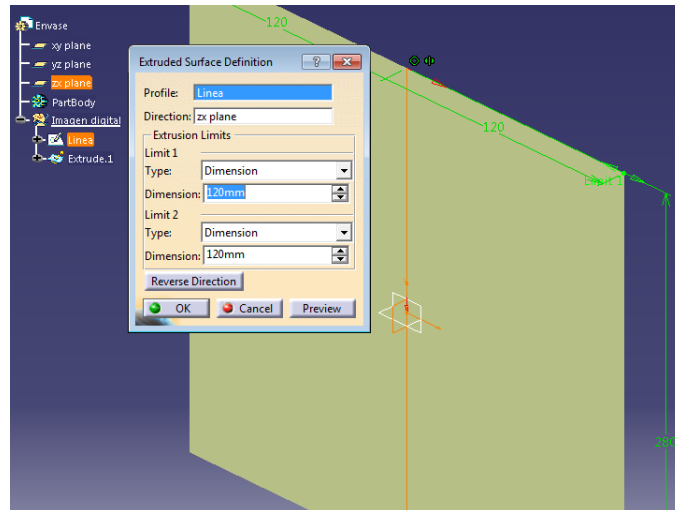 Envase
xy plane
yz plane
zx plane
PartBody
Imagen digital
Linea
Extrude.1
Extruded Surface Definition
Profile: Linea
Direction: zx plane
Extrusion Limits
Limit 1
Type: Dimension
Dimension: 120mm
Limit 2
Type: Dimension
Dimension: 120mm
Reverse Direction
OK Cancel Preview
120
120
Limit 1
280